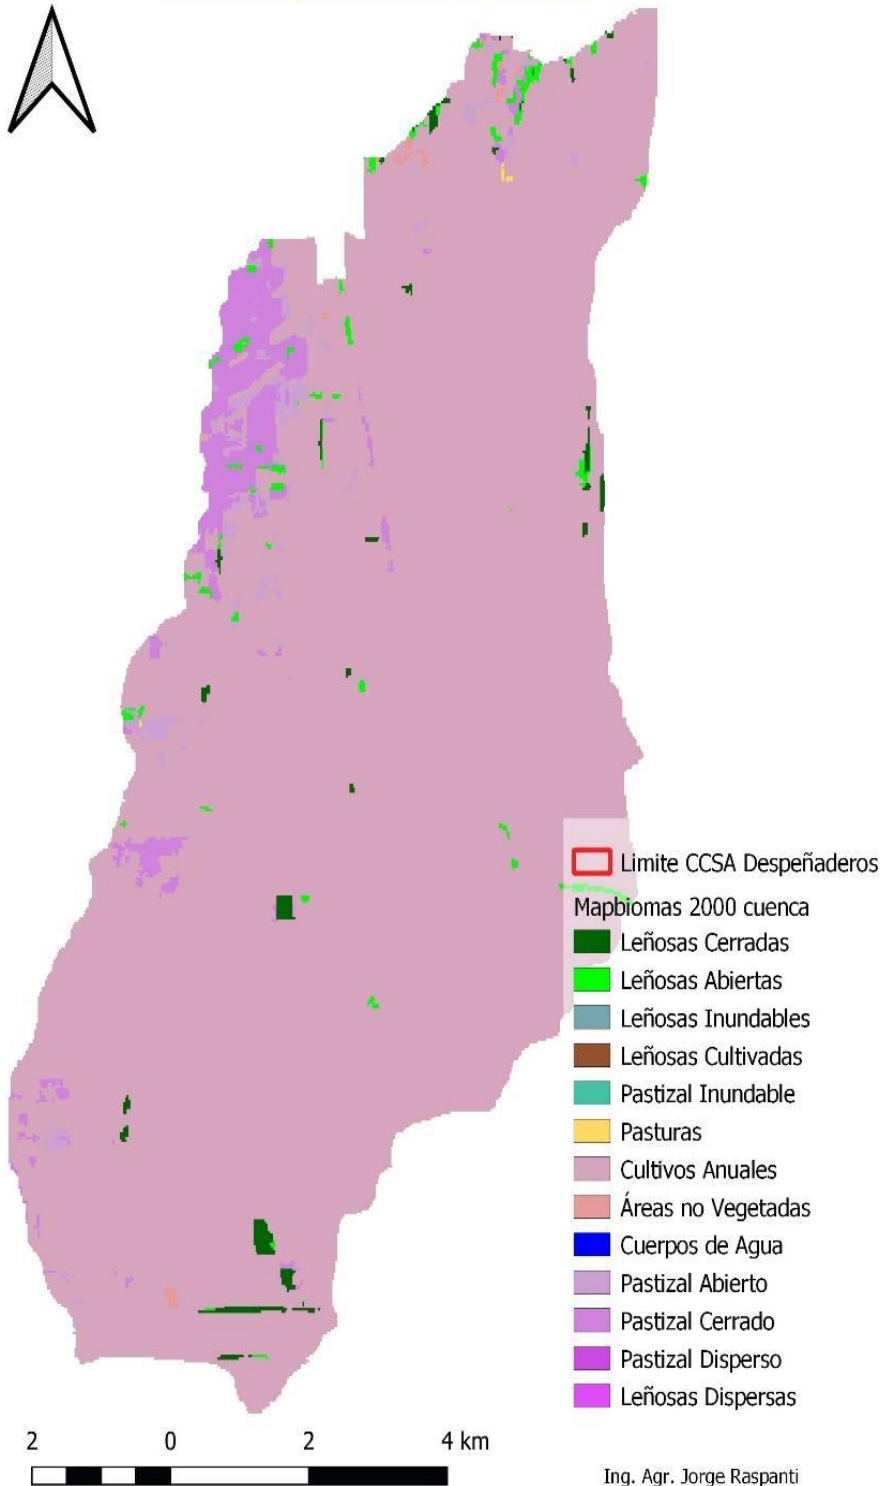 Limite CCSA Despeñaderos
Mapbiomas 2000 cuenca
Leñosas Cerradas
Leñosas Abiertas
Leñosas Inundables
Leñosas Cultivadas
Pastizal Inundable
Pasturas
Cultivos Anuales
Áreas no Vegetadas
Cuerpos de Agua
Pastizal Abierto
Pastizal Cerrado
Pastizal Disperso
Leñosas Dispersas
2 0 2 4 km
Ing. Agr. Jorge Raspanti